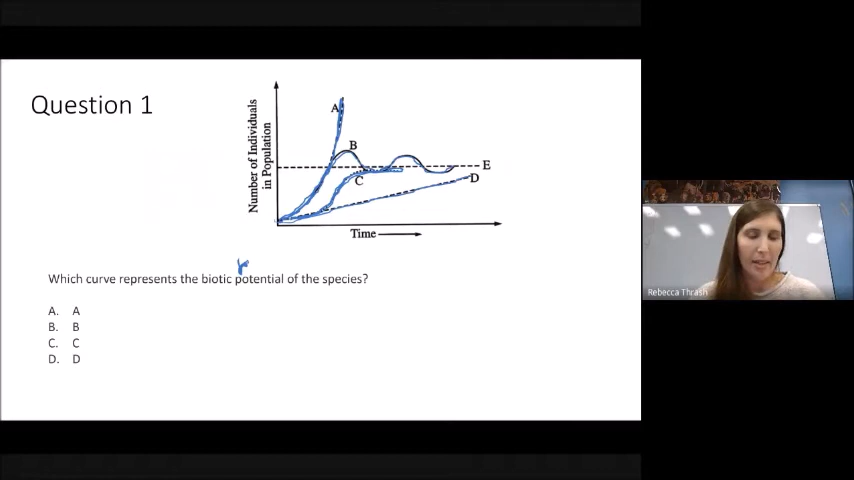 Question 1
Number of Individuals
in Population
A
B
C
E
D
Time
r
Which curve represents the biotic potential of the species?
A. A
B. B
C. C
D. D
Rebecca Thrash